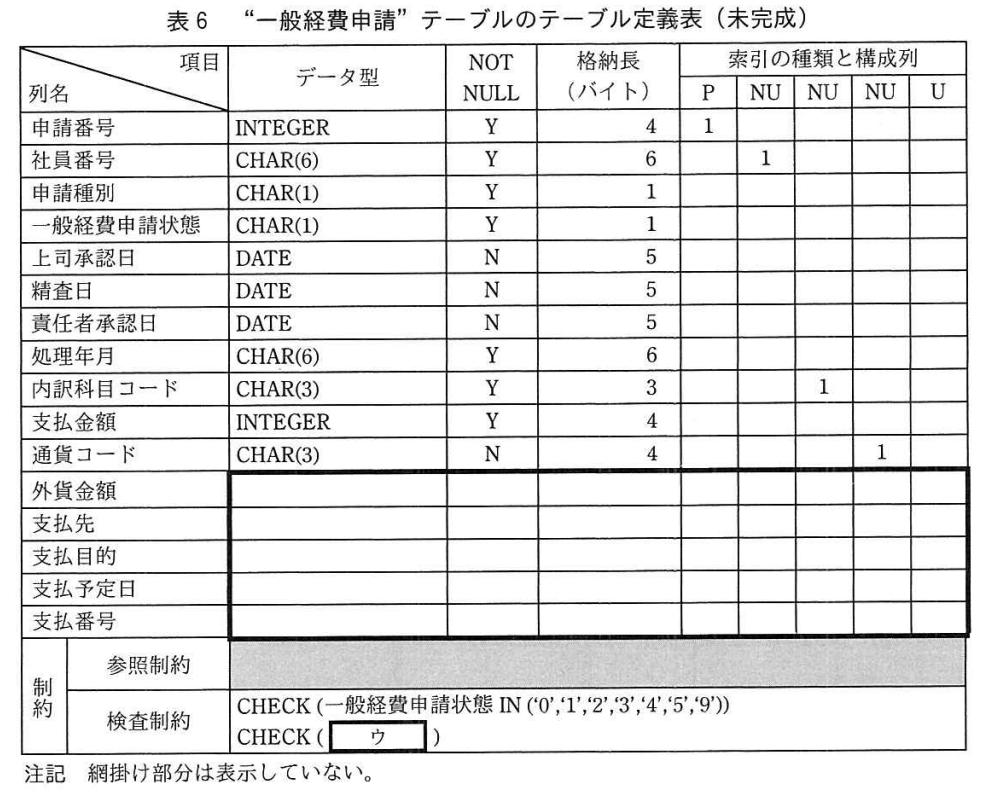 表6 “一般経費申請”テーブルのテーブル定義表（未完成）
項目
列名
データ型
NOT NULL
格納長（バイト）
索引の種類と構成列
P NU NU NU U
申請番号 INTEGER Y 4 1
社員番号 CHAR(6) Y 6 1
申請種別 CHAR(1) Y 1
一般経費申請状態 CHAR(1) Y 1
上司承認日 DATE N 5
精査日 DATE N 5
責任者承認日 DATE N 5
処理年月 CHAR(6) Y 6
内訳科目コード CHAR(3) Y 3 1
支払金額 INTEGER Y 4
通貨コード CHAR(3) N 4 1
外貨金額
支払先
支払目的
支払予定日
支払番号
制約
参照制約
検査制約
CHECK (一般経費申請状態 IN (‘0’,‘1’,‘2’,‘3’,‘4’,‘5’,‘9’))
CHECK ( ウ )
注記 網掛け部分は表示していない。